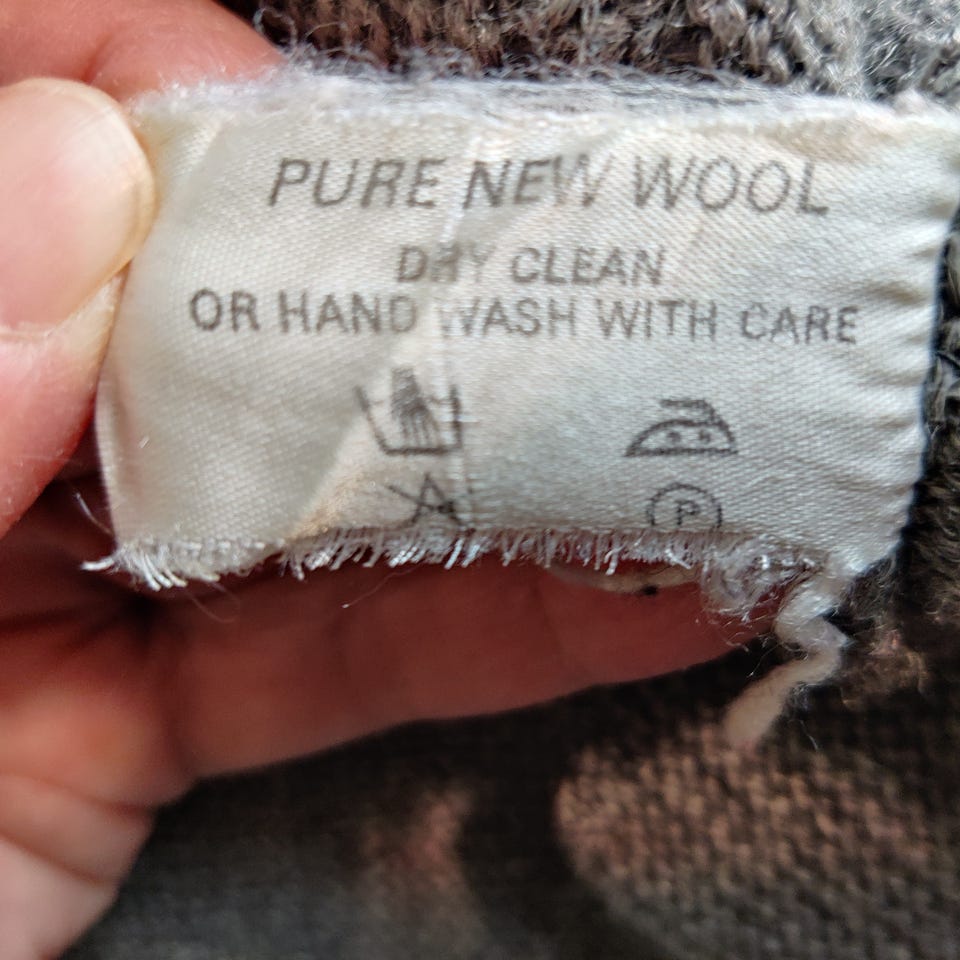 PURE NEW WOOL
DRY CLEAN
OR HAND WASH WITH CARE
A
P